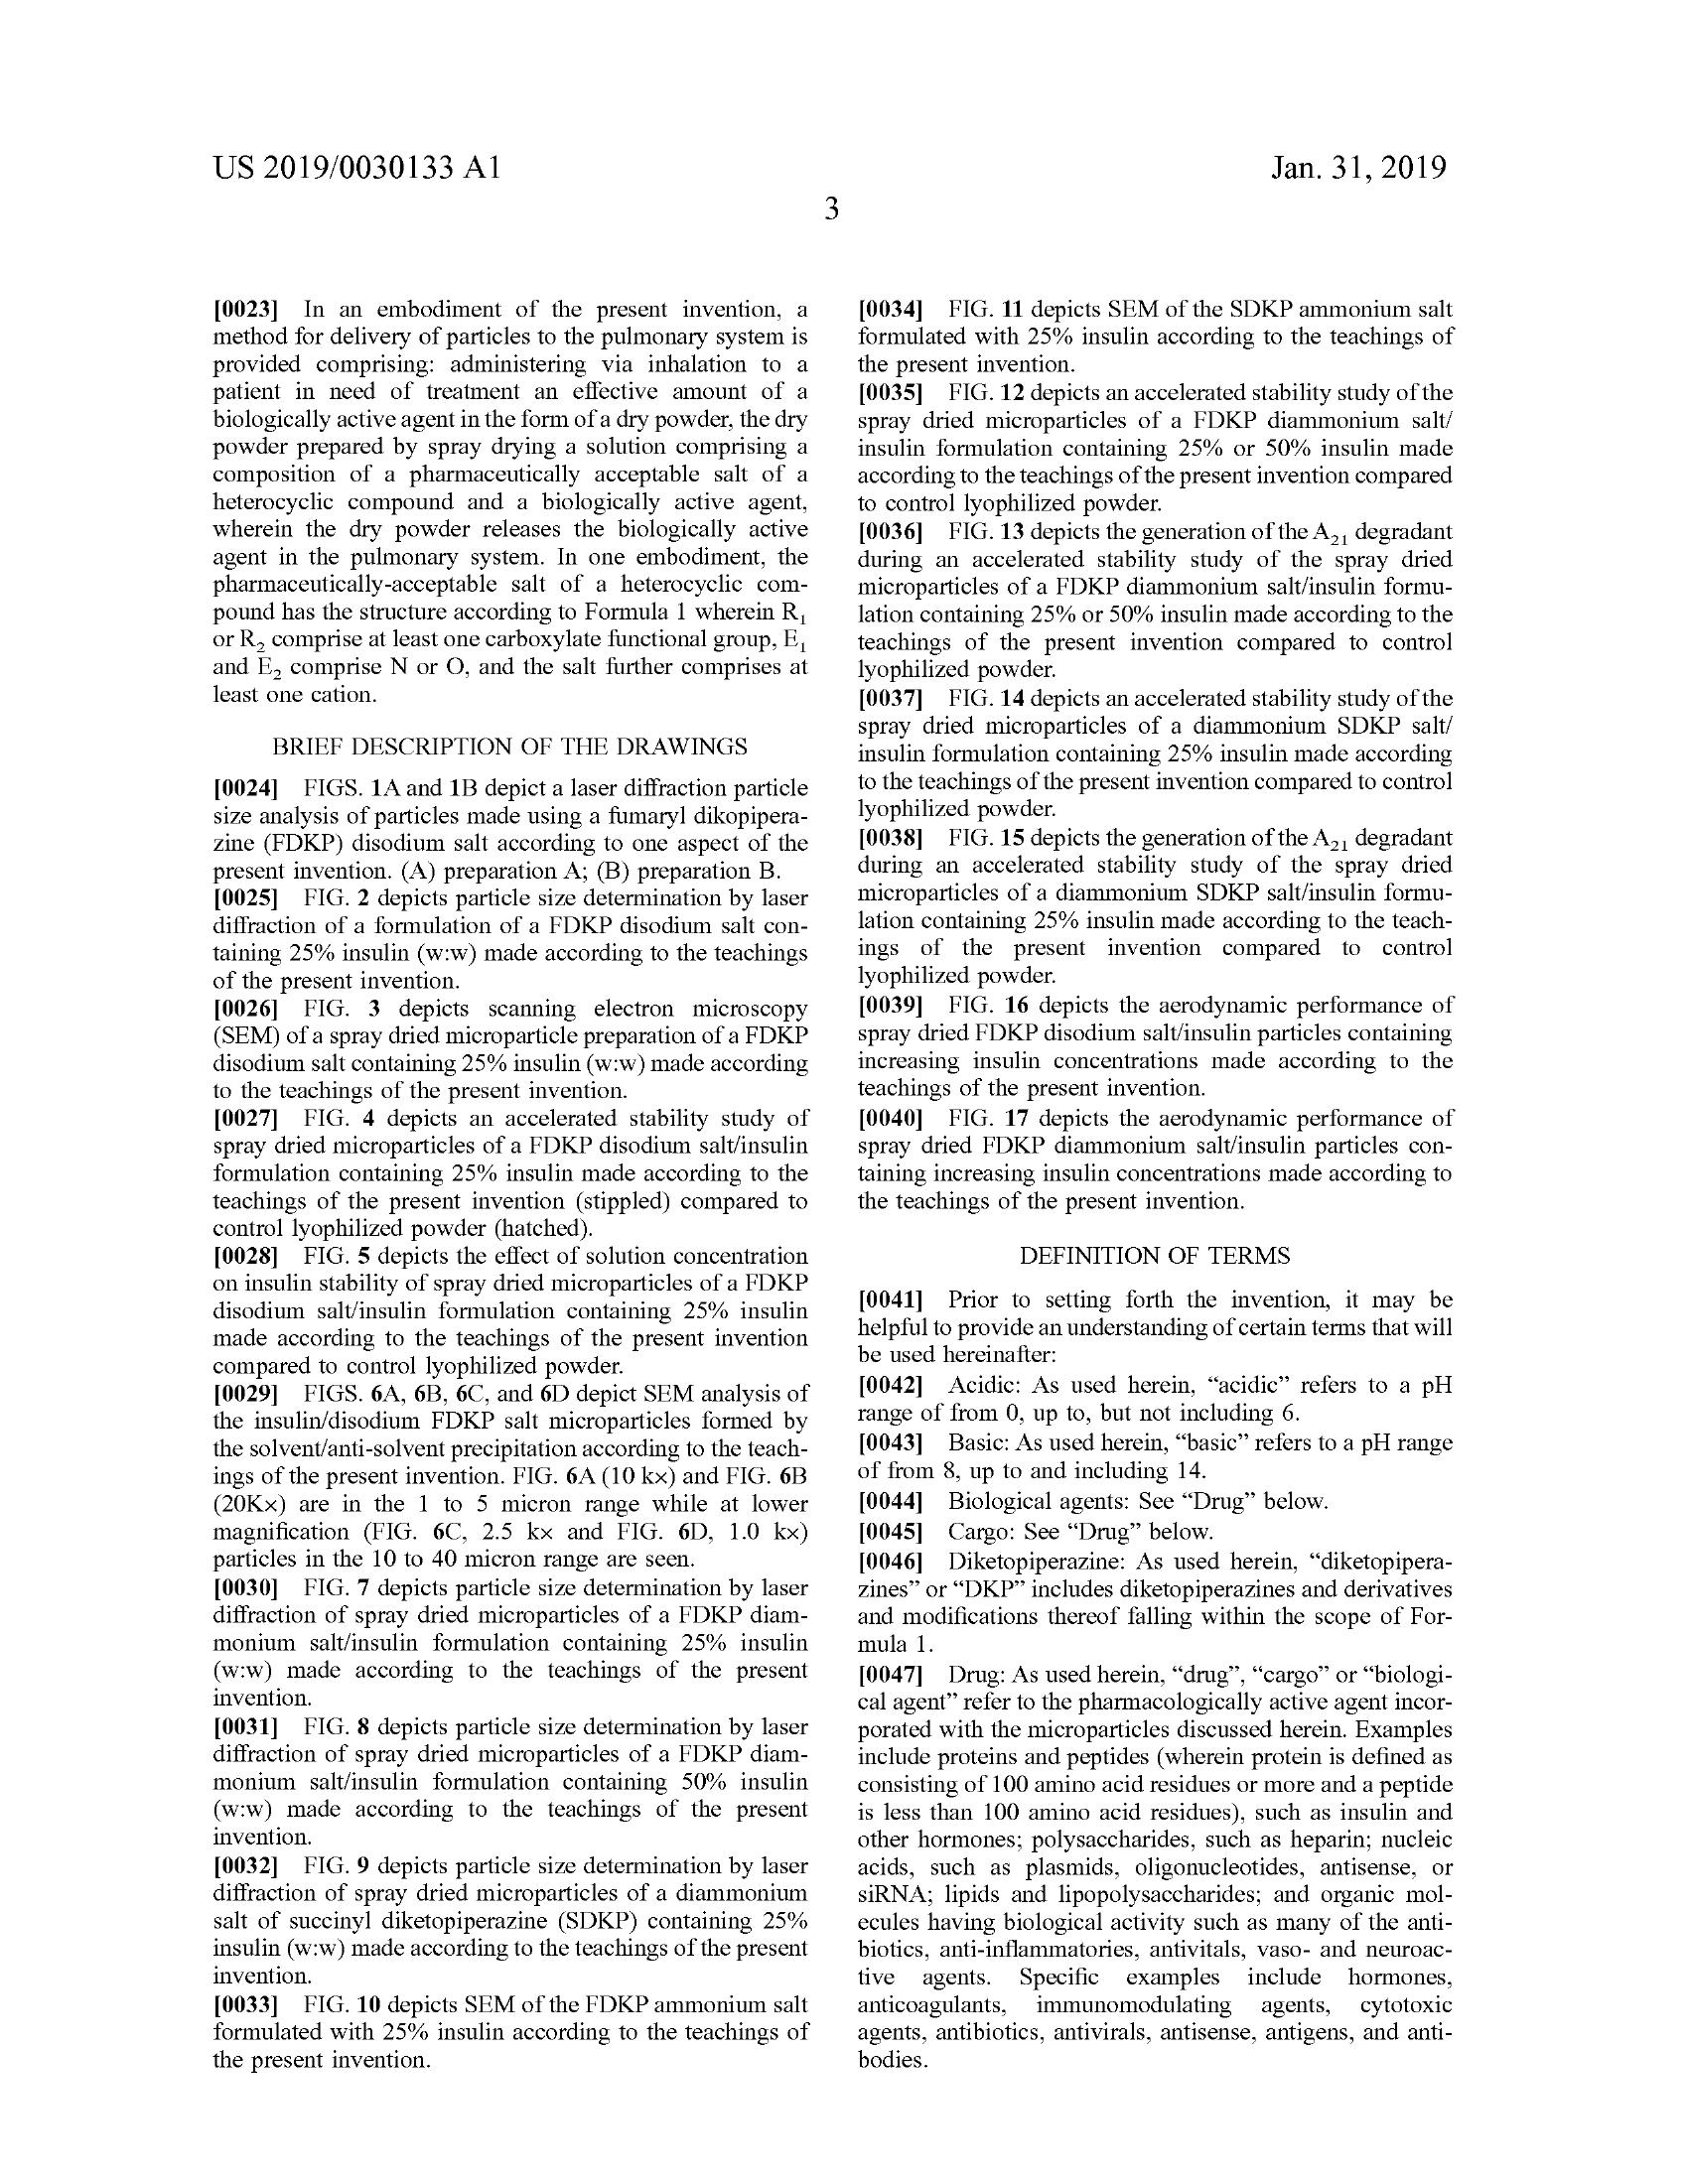 US 2019/0030133 A1
Jan. 31, 2019
3
[0023] In an embodiment of the present invention, a
method for delivery of particles to the pulmonary system is
provided comprising: administering via inhalation to a
patient in need of treatment an effective amount of a
biologically active agent in the form of a dry powder, the dry
powder prepared by spray drying a solution comprising a
composition of a pharmaceutically acceptable salt of a
heterocyclic compound and a biologically active agent,
wherein the dry powder releases the biologically active
agent in the pulmonary system. In one embodiment, the
pharmaceutically-acceptable salt of a heterocyclic com-
pound has the structure according to Formula 1 wherein R₁
or R₂ comprise at least one carboxylate functional group, E₁
and E₂ comprise N or O, and the salt further comprises at
least one cation.
BRIEF DESCRIPTION OF THE DRAWINGS
[0024] FIGS. 1A and 1B depict a laser diffraction particle
size analysis of particles made using a fumaryl dikopipera-
zine (FDKP) disodium salt according to one aspect of the
present invention. (A) preparation A; (B) preparation B.
[0025] FIG. 2 depicts particle size determination by laser
diffraction of a formulation of a FDKP disodium salt con-
taining 25% insulin (w:w) made according to the teachings
of the present invention.
[0026] FIG. 3 depicts scanning electron microscopy
(SEM) of a spray dried microparticle preparation of a FDKP
disodium salt containing 25% insulin (w:w) made according
to the teachings of the present invention.
[0027] FIG. 4 depicts an accelerated stability study of
spray dried microparticles of a FDKP disodium salt/insulin
formulation containing 25% insulin made according to the
teachings of the present invention (stippled) compared to
control lyophilized powder (hatched).
[0028] FIG. 5 depicts the effect of solution concentration
on insulin stability of spray dried microparticles of a FDKP
disodium salt/insulin formulation containing 25% insulin
made according to the teachings of the present invention
compared to control lyophilized powder.
[0029] FIGS. 6A, 6B, 6C, and 6D depict SEM analysis of
the insulin/disodium FDKP salt microparticles formed by
the solvent/anti-solvent precipitation according to the teach-
ings of the present invention. FIG. 6A (10 kx) and FIG. 6B
(20Kx) are in the 1 to 5 micron range while at lower
magnification (FIG. 6C, 2.5 kx and FIG. 6D, 1.0 kx)
particles in the 10 to 40 micron range are seen.
[0030] FIG. 7 depicts particle size determination by laser
diffraction of spray dried microparticles of a FDKP diam-
monium salt/insulin formulation containing 25% insulin
(w:w) made according to the teachings of the present
invention.
[0031] FIG. 8 depicts particle size determination by laser
diffraction of spray dried microparticles of a FDKP diam-
monium salt/insulin formulation containing 50% insulin
(w:w) made according to the teachings of the present
invention.
[0032] FIG. 9 depicts particle size determination by laser
diffraction of spray dried microparticles of a diammonium
salt of succinyl diketopiperazine (SDKP) containing 25%
insulin (w:w) made according to the teachings of the present
invention.
[0033] FIG. 10 depicts SEM of the FDKP ammonium salt
formulated with 25% insulin according to the teachings of
the present invention.
[0034] FIG. 11 depicts SEM of the SDKP ammonium salt
formulated with 25% insulin according to the teachings of
the present invention.
[0035] FIG. 12 depicts an accelerated stability study of the
spray dried microparticles of a FDKP diammonium salt/
insulin formulation containing 25% or 50% insulin made
according to the teachings of the present invention compared
to control lyophilized powder.
[0036] FIG. 13 depicts the generation of the A₂₁ degradant
during an accelerated stability study of the spray dried
microparticles of a FDKP diammonium salt/insulin formu-
lation containing 25% or 50% insulin made according to the
teachings of the present invention compared to control
lyophilized powder.
[0037] FIG. 14 depicts an accelerated stability study of the
spray dried microparticles of a diammonium SDKP salt/
insulin formulation containing 25% insulin made according
to the teachings of the present invention compared to control
lyophilized powder.
[0038] FIG. 15 depicts the generation of the A₂₁ degradant
during an accelerated stability study of the spray dried
microparticles of a diammonium SDKP salt/insulin formu-
lation containing 25% insulin made according to the teach-
ings of the present invention compared to control
lyophilized powder.
[0039] FIG. 16 depicts the aerodynamic performance of
spray dried FDKP disodium salt/insulin particles containing
increasing insulin concentrations made according to the
teachings of the present invention.
[0040] FIG. 17 depicts the aerodynamic performance of
spray dried FDKP diammonium salt/insulin particles con-
taining increasing insulin concentrations made according to
the teachings of the present invention.
DEFINITION OF TERMS
[0041] Prior to setting forth the invention, it may be
helpful to provide an understanding of certain terms that will
be used hereinafter:
[0042] Acidic: As used herein, “acidic” refers to a pH
range of from 0, up to, but not including 6.
[0043] Basic: As used herein, “basic” refers to a pH range
of from 8, up to and including 14.
[0044] Biological agents: See “Drug” below.
[0045] Cargo: See “Drug” below.
[0046] Diketopiperazine: As used herein, “diketopipera-
zines” or “DKP” includes diketopiperazines and derivatives
and modifications thereof falling within the scope of For-
mula 1.
[0047] Drug: As used herein, “drug”, “cargo” or “biologi-
cal agent” refer to the pharmacologically active agent incor-
porated with the microparticles discussed herein. Examples
include proteins and peptides (wherein protein is defined as
consisting of 100 amino acid residues or more and a peptide
is less than 100 amino acid residues), such as insulin and
other hormones; polysaccharides, such as heparin; nucleic
acids, such as plasmids, oligonucleotides, antisense, or
siRNA; lipids and lipopolysaccharides; and organic mol-
ecules having biological activity such as many of the anti-
biotics, anti-inflammatories, antivitals, vaso- and neuroac-
tive agents. Specific examples include hormones,
anticoagulants, immunomodulating agents, cytotoxic
agents, antibiotics, antivirals, antisense, antigens, and anti-
bodies.